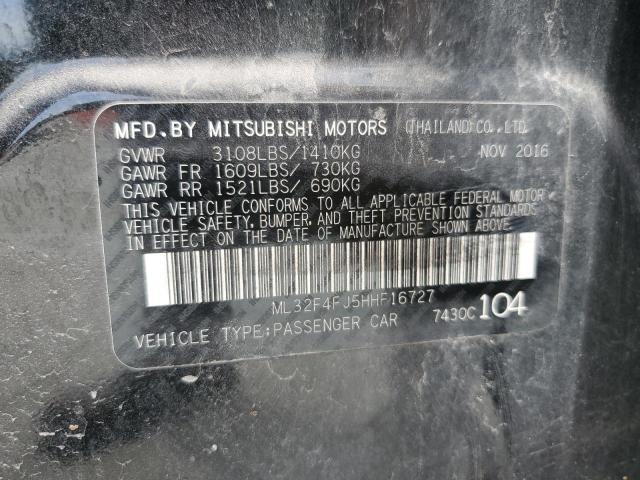 MFD.BY MITSUBISHI MOTORS (THAILAND) CO., LTD.
GVWR 3108LBS/1410KG NOV 2016
GAWR FR 1609LBS/ 730KG
GAWR RR 1521LBS/ 690KG
THIS VEHICLE CONFORMS TO ALL APPLICABLE FEDERAL MOTOR
VEHICLE SAFETY, BUMPER, AND THEFT PREVENTION STANDARDS
IN EFFECT ON THE DATE OF MANUFACTURE SHOWN ABOVE.
ML32F4FJ5HHF16727
VEHICLE TYPE:PASSENGER CAR 7430C 104